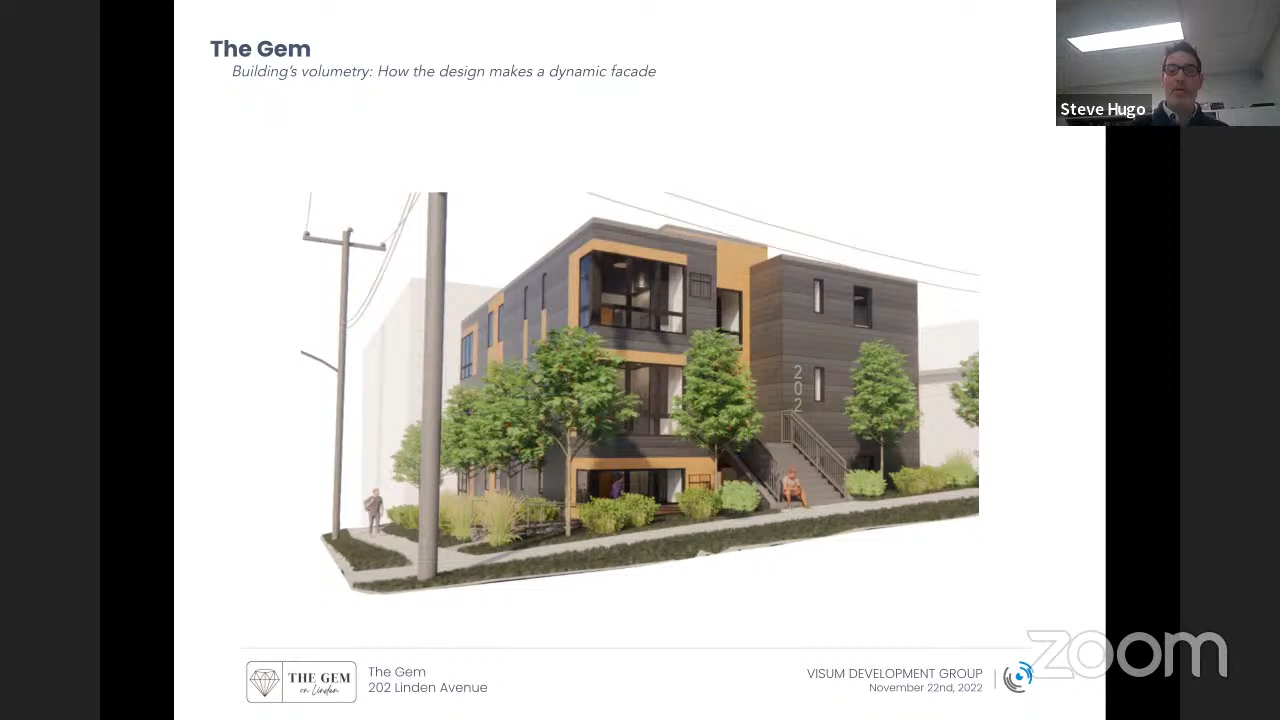 The Gem
Building's volumetry: How the design makes a dynamic facade
Steve Hugo
202
THE GEM
on Linden
The Gem
202 Linden Avenue
VISUM DEVELOPMENT GROUP
November 22nd, 2022
zoom